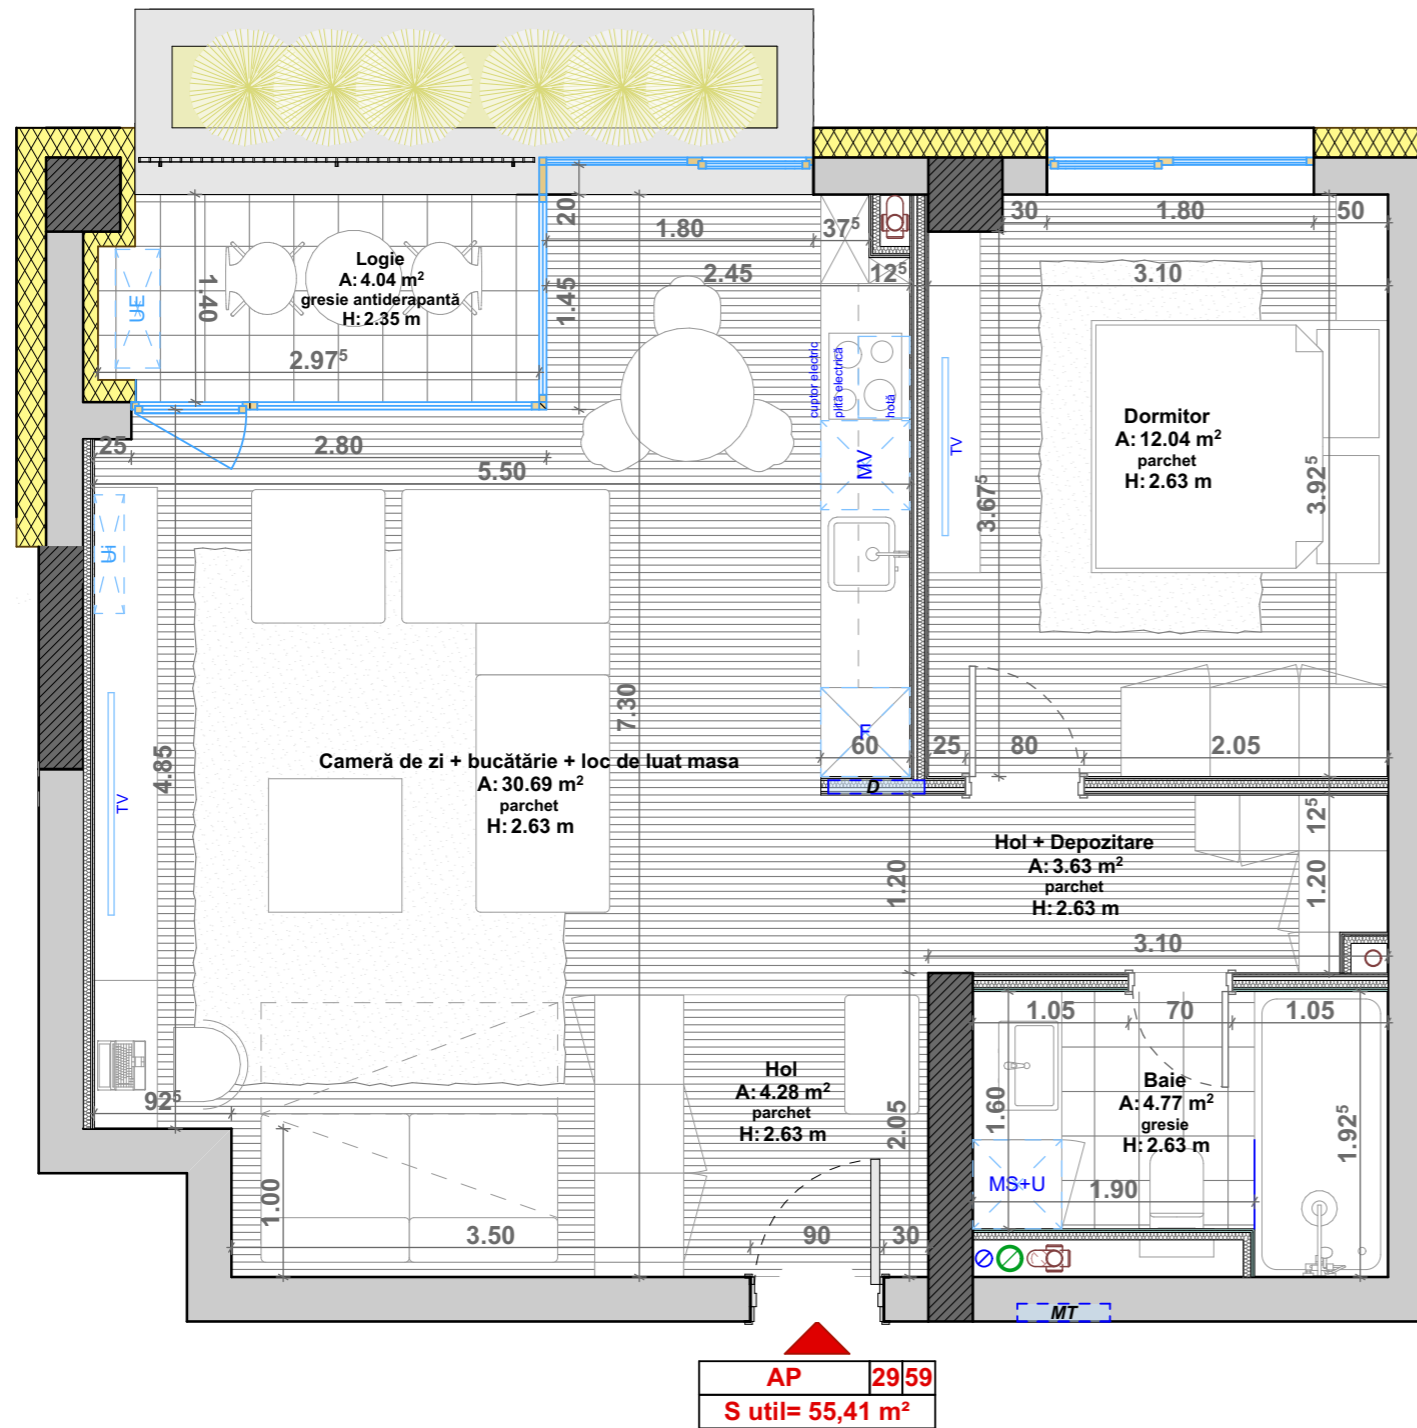 20
1.80
37⁵
30
1.80
50
Logie
A: 4.04 m²
gresie antiderapantă
H: 2.35 m
UE
1.40
2.97⁵
1.45
2.45
12⁵
3.10
cuptor electric
plită electrică
hotă
TV
Dormitor
A: 12.04 m²
parchet
H: 2.63 m
25
2.80
5.50
MV
3.67⁵
3.92⁵
UI
7.30
4.85
TV
Cameră de zi + bucătărie + loc de luat masa
A: 30.69 m²
parchet
H: 2.63 m
F
60
25
80
2.05
D
Hol + Depozitare
A: 3.63 m²
parchet
H: 2.63 m
12⁵
1.20
1.20
3.10
1.05
70
1.05
92⁵
Hol
A: 4.28 m²
parchet
H: 2.63 m
2.05
1.60
Baie
A: 4.77 m²
gresie
H: 2.63 m
1.92⁵
MS+U
1.90
1.00
3.50
90
30
MT
AP 29 59
S util= 55,41 m²